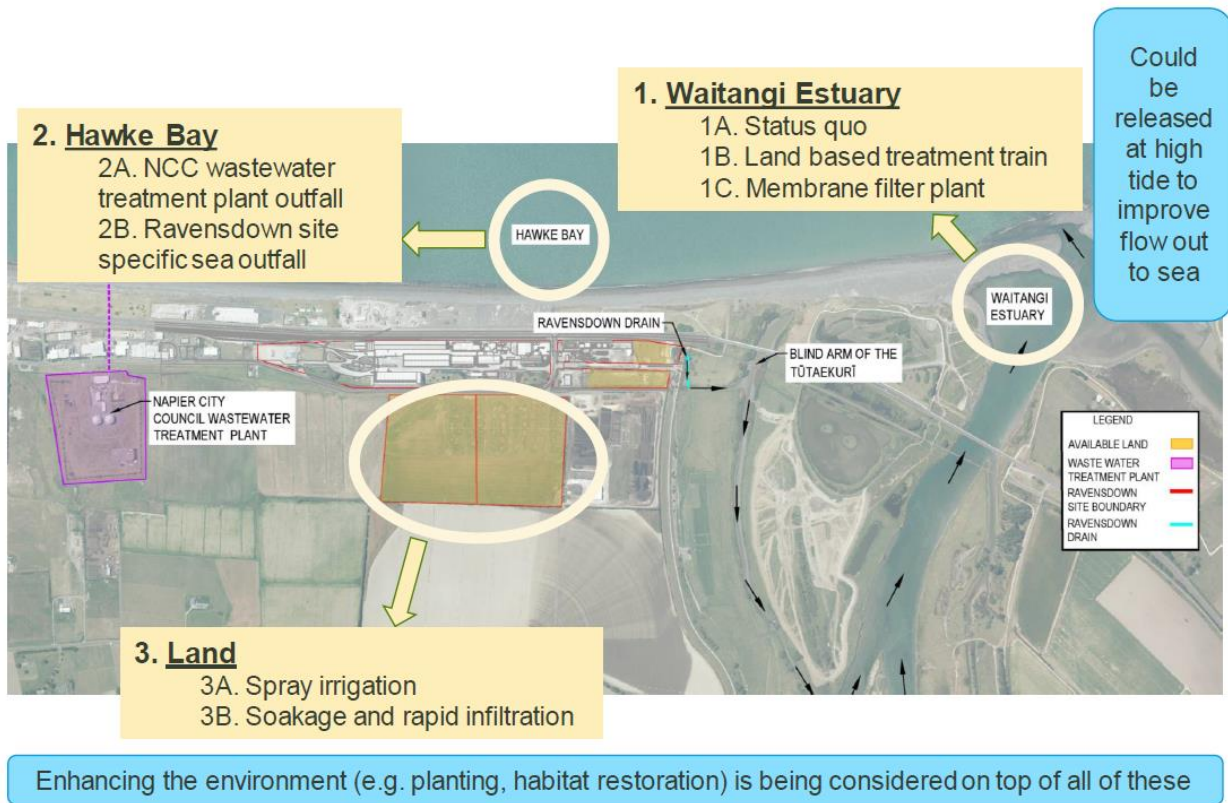 1. Waitangi Estuary
1A. Status quo
1B. Land based treatment train
1C. Membrane filter plant
Could
be
released
at high
tide to
improve
flow out
to sea
2. Hawke Bay
2A. NCC wastewater
treatment plant outfall
2B. Ravensdown site
specific sea outfall
HAWKE BAY
WAITANGI
ESTUARY
RAVENSDOWN DRAIN
BLIND ARM OF THE
TŪTAEKURĪ
NAPIER CITY
COUNCIL WASTEWATER
TREATMENT PLANT
LEGEND
AVAILABLE LAND
WASTE WATER
TREATMENT PLANT
RAVENSDOWN
SITE BOUNDARY
RAVENSDOWN
DRAIN
3. Land
3A. Spray irrigation
3B. Soakage and rapid infiltration
Enhancing the environment (e.g. planting, habitat restoration) is being considered on top of all of these